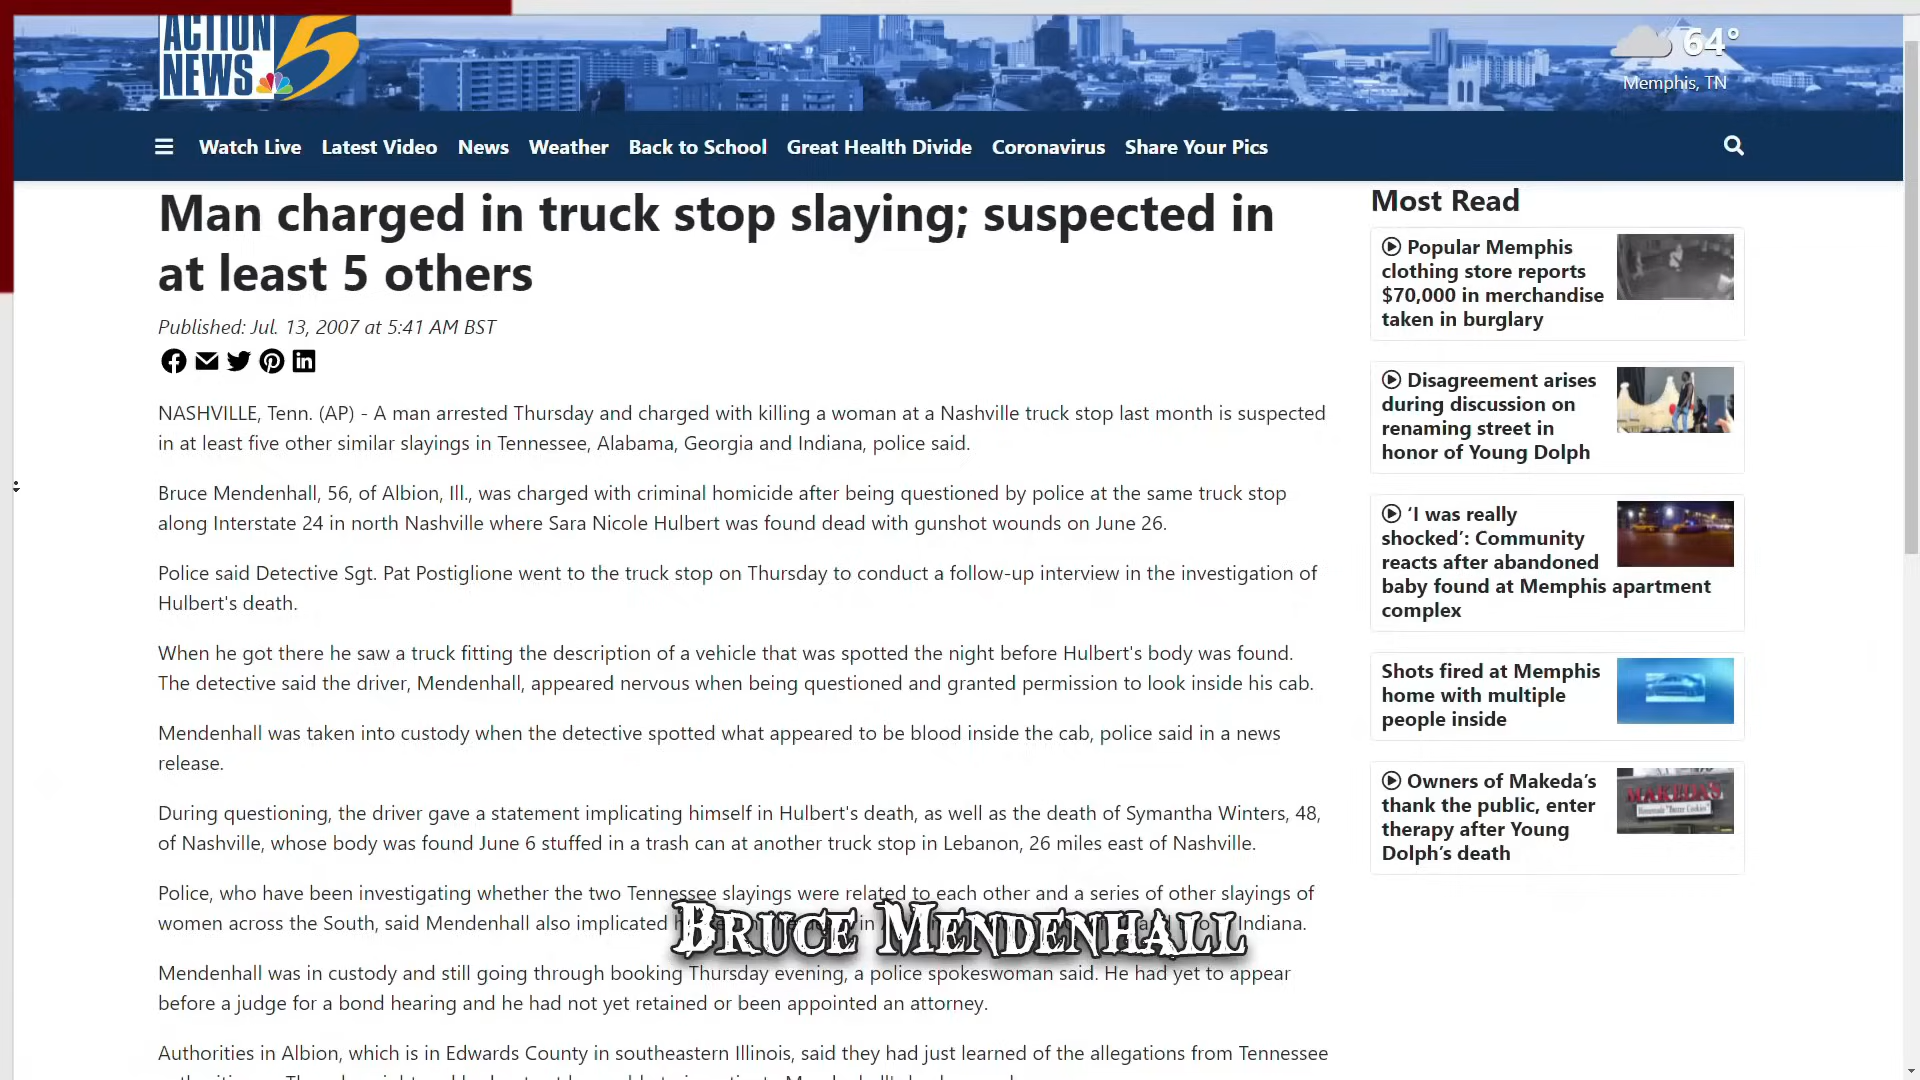 ACTION
NEWS 5
64°
Memphis, TN
Watch Live Latest Video News Weather Back to School Great Health Divide Coronavirus Share Your Pics
Man charged in truck stop slaying; suspected in
at least 5 others
Published: Jul. 13, 2007 at 5:41 AM BST
NASHVILLE, Tenn. (AP) - A man arrested Thursday and charged with killing a woman at a Nashville truck stop last month is suspected
in at least five other similar slayings in Tennessee, Alabama, Georgia and Indiana, police said.
Bruce Mendenhall, 56, of Albion, Ill., was charged with criminal homicide after being questioned by police at the same truck stop
along Interstate 24 in north Nashville where Sara Nicole Hulbert was found dead with gunshot wounds on June 26.
Police said Detective Sgt. Pat Postiglione went to the truck stop on Thursday to conduct a follow-up interview in the investigation of
Hulbert's death.
When he got there he saw a truck fitting the description of a vehicle that was spotted the night before Hulbert's body was found.
The detective said the driver, Mendenhall, appeared nervous when being questioned and granted permission to look inside his cab.
Mendenhall was taken into custody when the detective spotted what appeared to be blood inside the cab, police said in a news
release.
During questioning, the driver gave a statement implicating himself in Hulbert's death, as well as the death of Symantha Winters, 48,
of Nashville, whose body was found June 6 stuffed in a trash can at another truck stop in Lebanon, 26 miles east of Nashville.
Police, who have been investigating whether the two Tennessee slayings were related to each other and a series of other slayings of
women across the South, said Mendenhall also implicated in Indiana.
Bruce Mendenhall
Mendenhall was in custody and still going through booking Thursday evening, a police spokeswoman said. He had yet to appear
before a judge for a bond hearing and he had not yet retained or been appointed an attorney.
Authorities in Albion, which is in Edwards County in southeastern Illinois, said they had just learned of the allegations from Tennessee
Most Read
Popular Memphis
clothing store reports
$70,000 in merchandise
taken in burglary
Disagreement arises
during discussion on
renaming street in
honor of Young Dolph
‘I was really
shocked’: Community
reacts after abandoned
baby found at Memphis apartment
complex
Shots fired at Memphis
home with multiple
people inside
Owners of Makeda’s
thank the public, enter
therapy after Young
Dolph’s death
MAKEDA'S